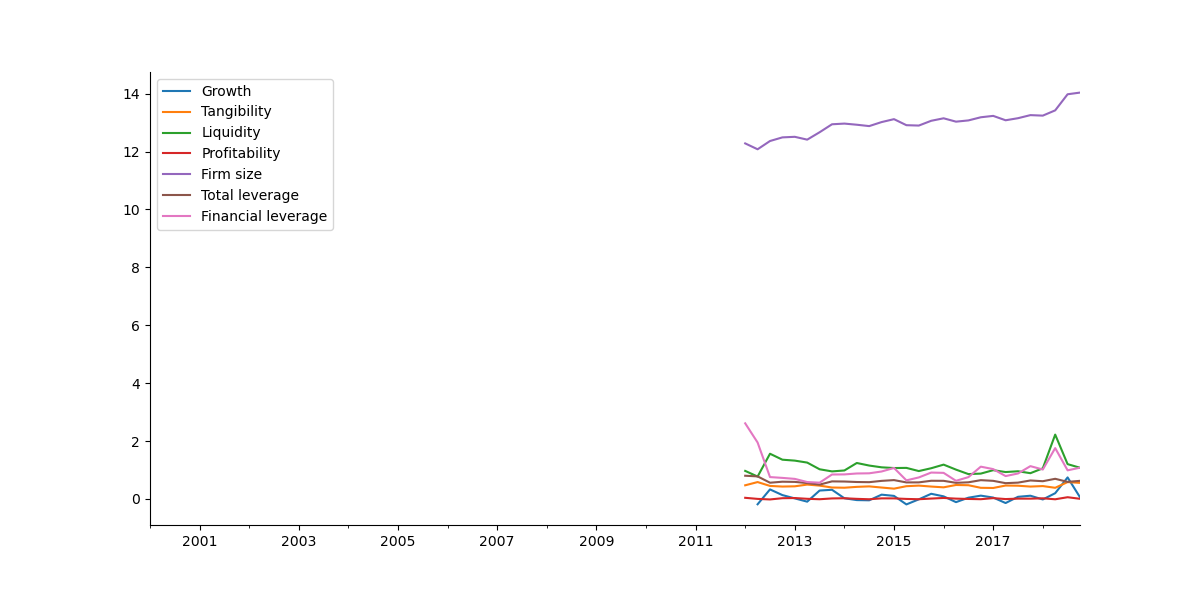 14
12
10
8
6
4
2
0
Growth
Tangibility
Liquidity
Profitability
Firm size
Total leverage
Financial leverage
2001 2003 2005 2007 2009 2011 2013 2015 2017